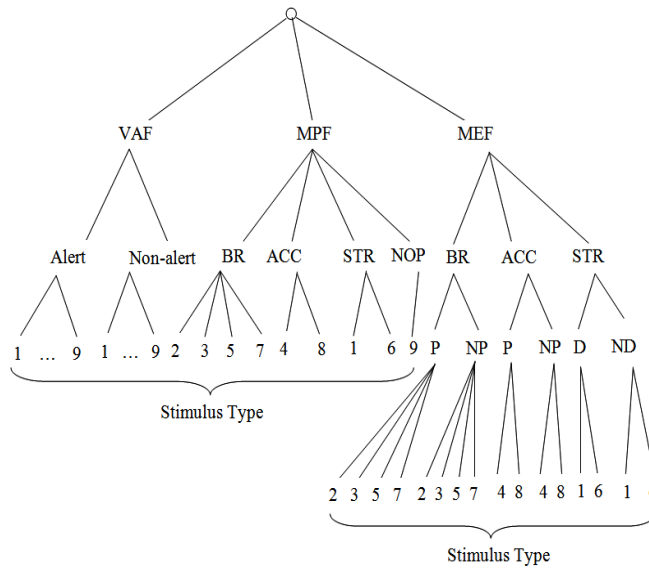 VAF MPF MEF
Alert Non-alert BR ACC STR NOP BR ACC STR
1 ... 9 1 ... 9 2 3 5 7 4 8 1 6 9 P NP P NP D ND
Stimulus Type
2 3 5 7 2 3 5 7 4 8 4 8 1 6 1
Stimulus Type